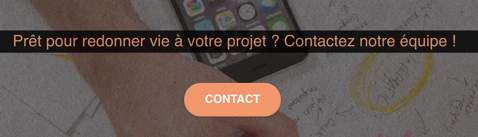 Prêt pour redonner vie à votre projet ? Contactez notre équipe !
CONTACT